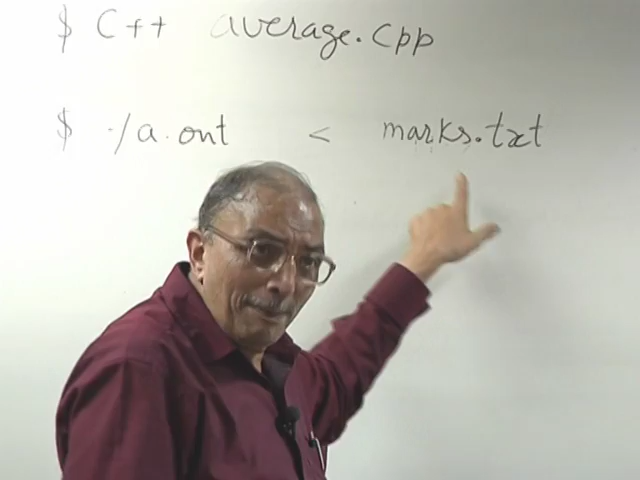 $ C++ average.cpp
$ ./a.out < marks.txt